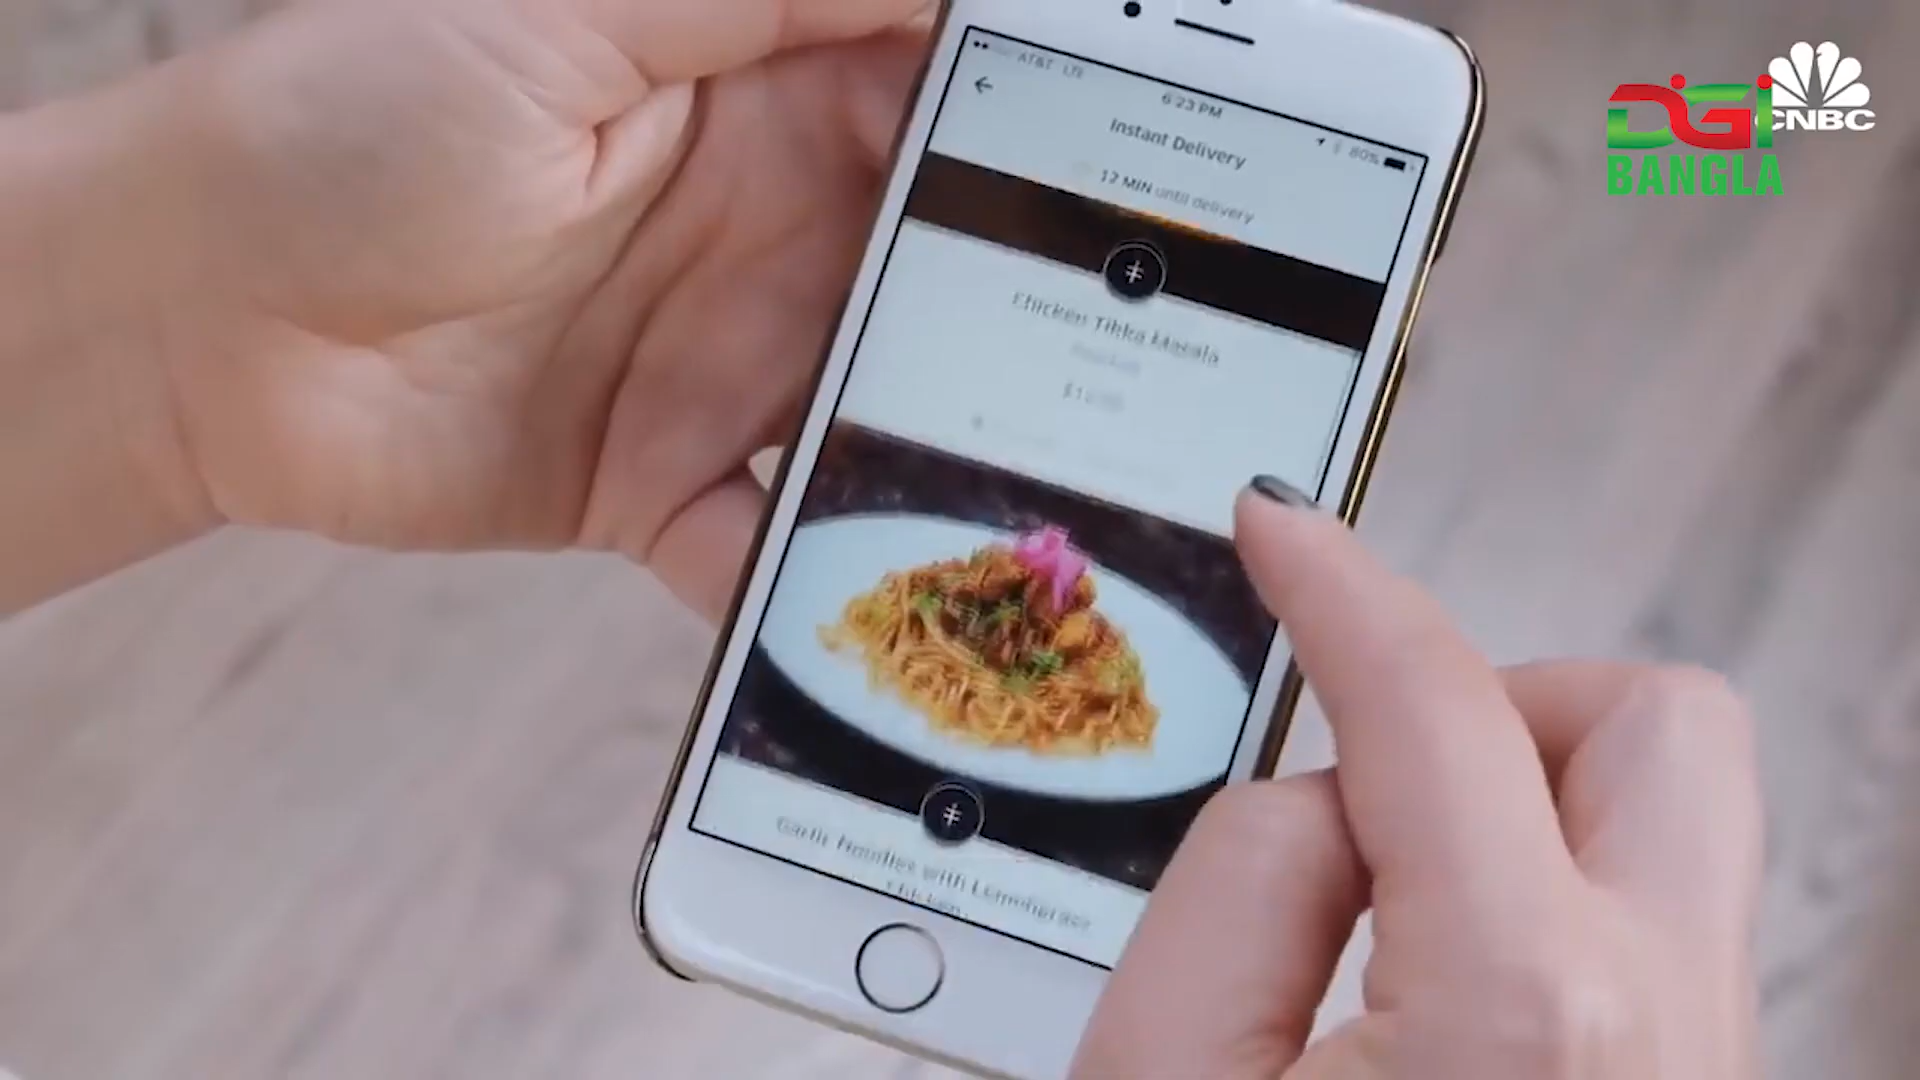 AT&T LTE
6:23 PM
80%
Instant Delivery
12 MIN until delivery
Chicken Tikka Masala
Garlic Noodles with Lemongrass
Chicken
DIGI
BANGLA
CNBC